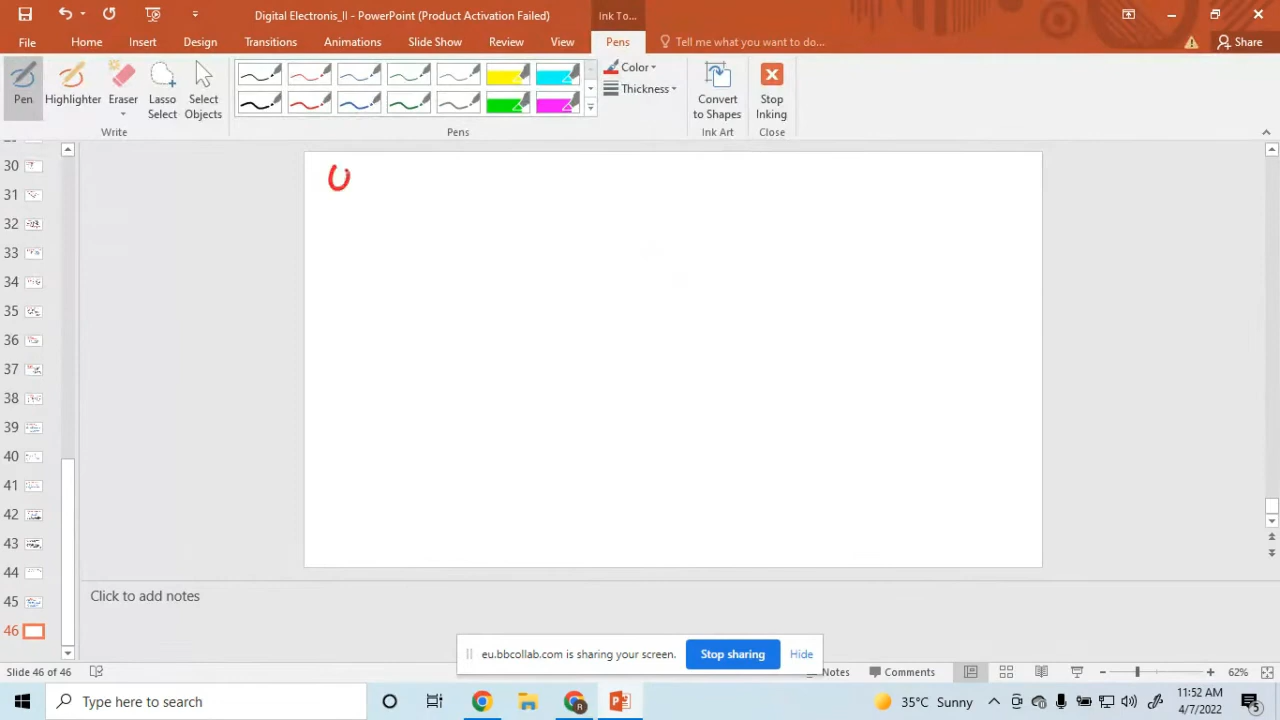 Digital Electronis_II - PowerPoint (Product Activation Failed)
Ink To...
File
Home
Insert
Design
Transitions
Animations
Slide Show
Review
View
Pens
Tell me what you want to do...
Share
Pen
Highlighter
Eraser
Lasso Select
Select Objects
Color
Thickness
Convert to Shapes
Stop Inking
Write
Pens
Ink Art
Close
30
31
32
33
34
35
36
37
38
39
40
41
42
43
44
45
46
Click to add notes
eu.bbcollab.com is sharing your screen.
Stop sharing
Hide
Slide 46 of 46
Notes
Comments
62%
Type here to search
35°C Sunny
11:52 AM
4/7/2022
5